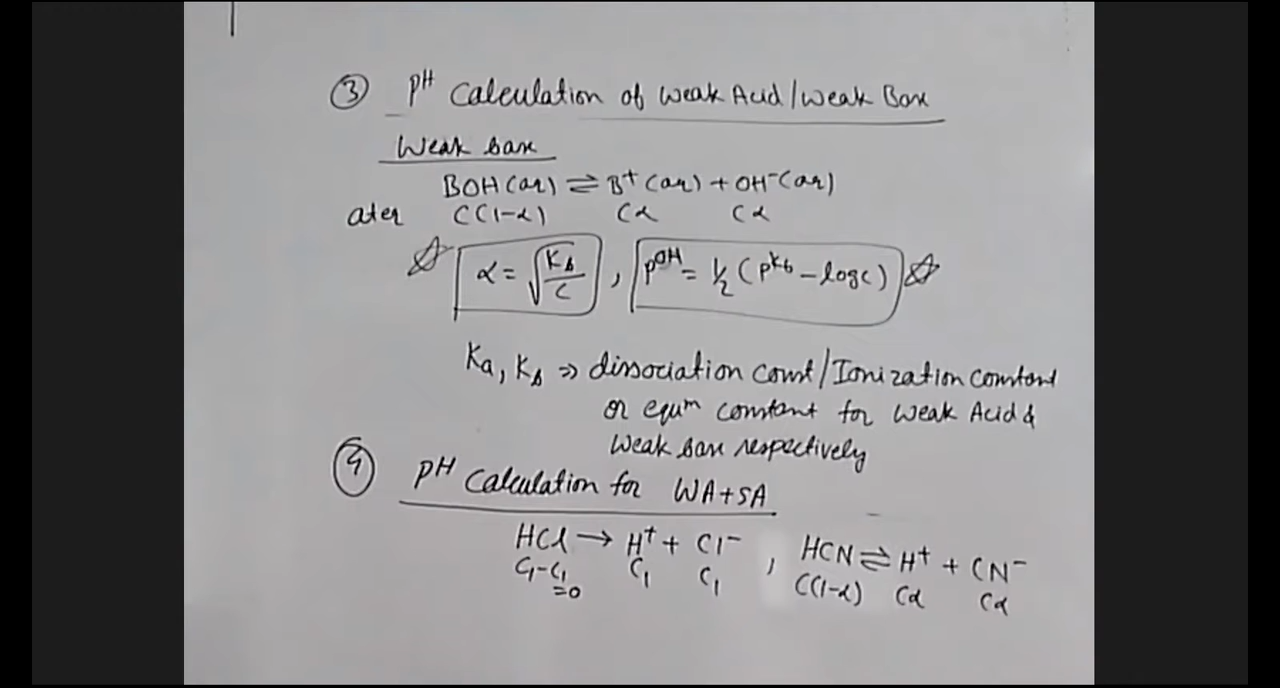 ③ pH Calculation of Weak Acid/Weak Base
Weak base
BOH(aq) ⇌ B⁺(aq) + OH⁻(aq)
at eq C(1-α) Cα Cα
☆ α = √(Kb/C) , pOH = ½ (pKb - logC) ☆
Ka, Kb ⇒ dissociation const/Ionization constant
or equm constant for Weak Acid &
Weak base respectively
④ pH Calculation for WA+SA
HCl → H⁺ + Cl⁻ , HCN ⇌ H⁺ + CN⁻
C₁-C₁ C₁ C₁ C(1-α) Cα Cα
=0